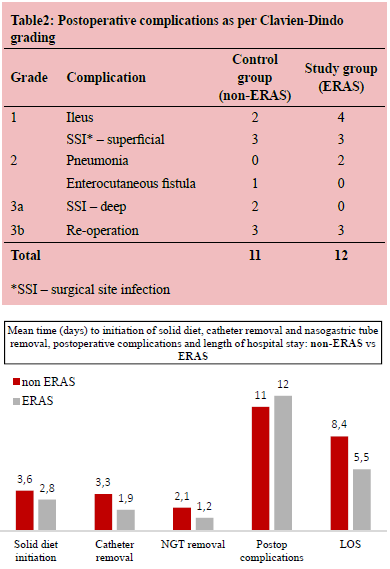 Table2: Postoperative complications as per Clavien-Dindo
grading
Grade Complication Control group (non-ERAS) Study group (ERAS)
1 Ileus 2 4
SSI* – superficial 3 3
2 Pneumonia 0 2
Enterocutaneous fistula 1 0
3a SSI – deep 2 0
3b Re-operation 3 3
Total 11 12
*SSI – surgical site infection
Mean time (days) to initiation of solid diet, catheter removal and nasogastric tube
removal, postoperative complications and length of hospital stay: non-ERAS vs
ERAS
non ERAS
ERAS
3,6 2,8 3,3 1,9 2,1 1,2 11 12 8,4 5,5
Solid diet initiation Catheter removal NGT removal Postop complications LOS